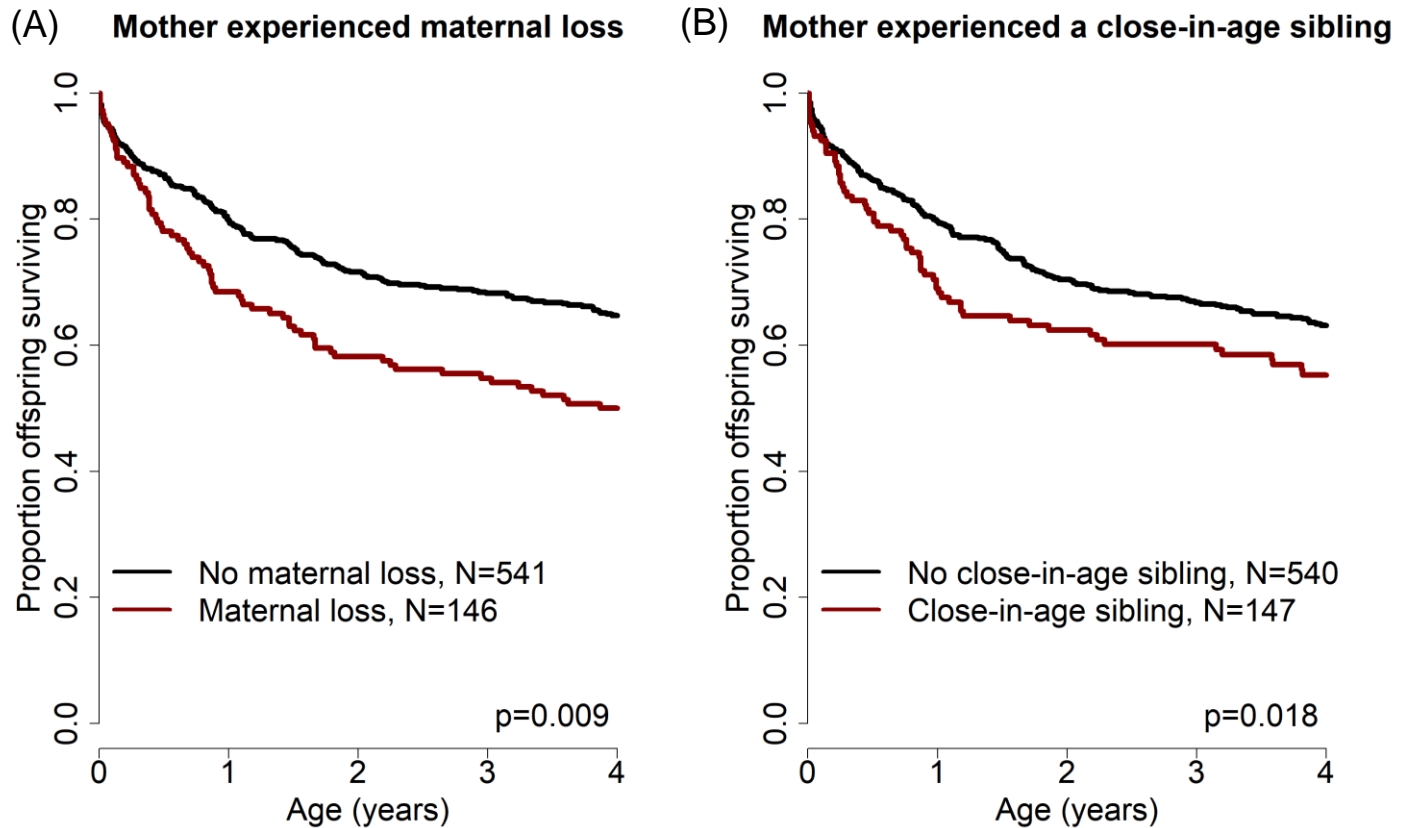 (A)
Mother experienced maternal loss
Proportion offspring surviving
1.0
0.8
0.6
0.4
0.2
0.0
No maternal loss, N=541
Maternal loss, N=146
p=0.009
0 1 2 3 4
Age (years)
(B)
Mother experienced a close-in-age sibling
Proportion offspring surviving
1.0
0.8
0.6
0.4
0.2
0.0
No close-in-age sibling, N=540
Close-in-age sibling, N=147
p=0.018
0 1 2 3 4
Age (years)